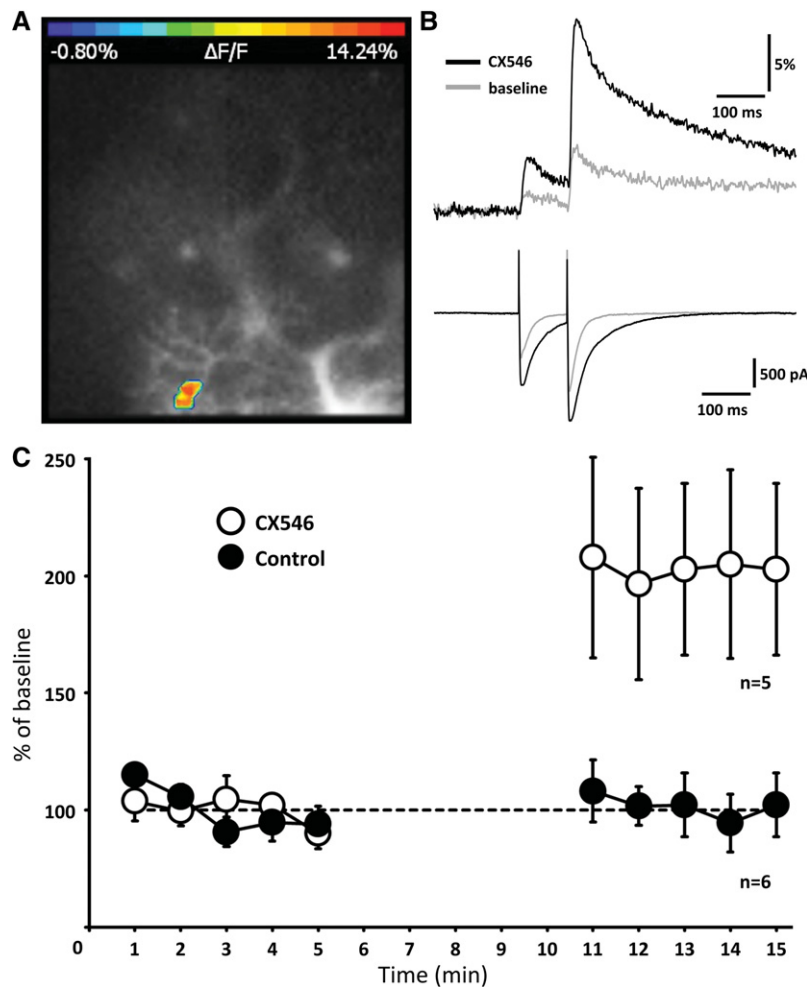 A
-0.80% ΔF/F 14.24%
B
CX546
baseline
5%
100 ms
500 pA
100 ms
C
% of baseline
250
200
150
100
0
CX546
Control
n=5
n=6
1 2 3 4 5 6 7 8 9 10 11 12 13 14 15
Time (min)